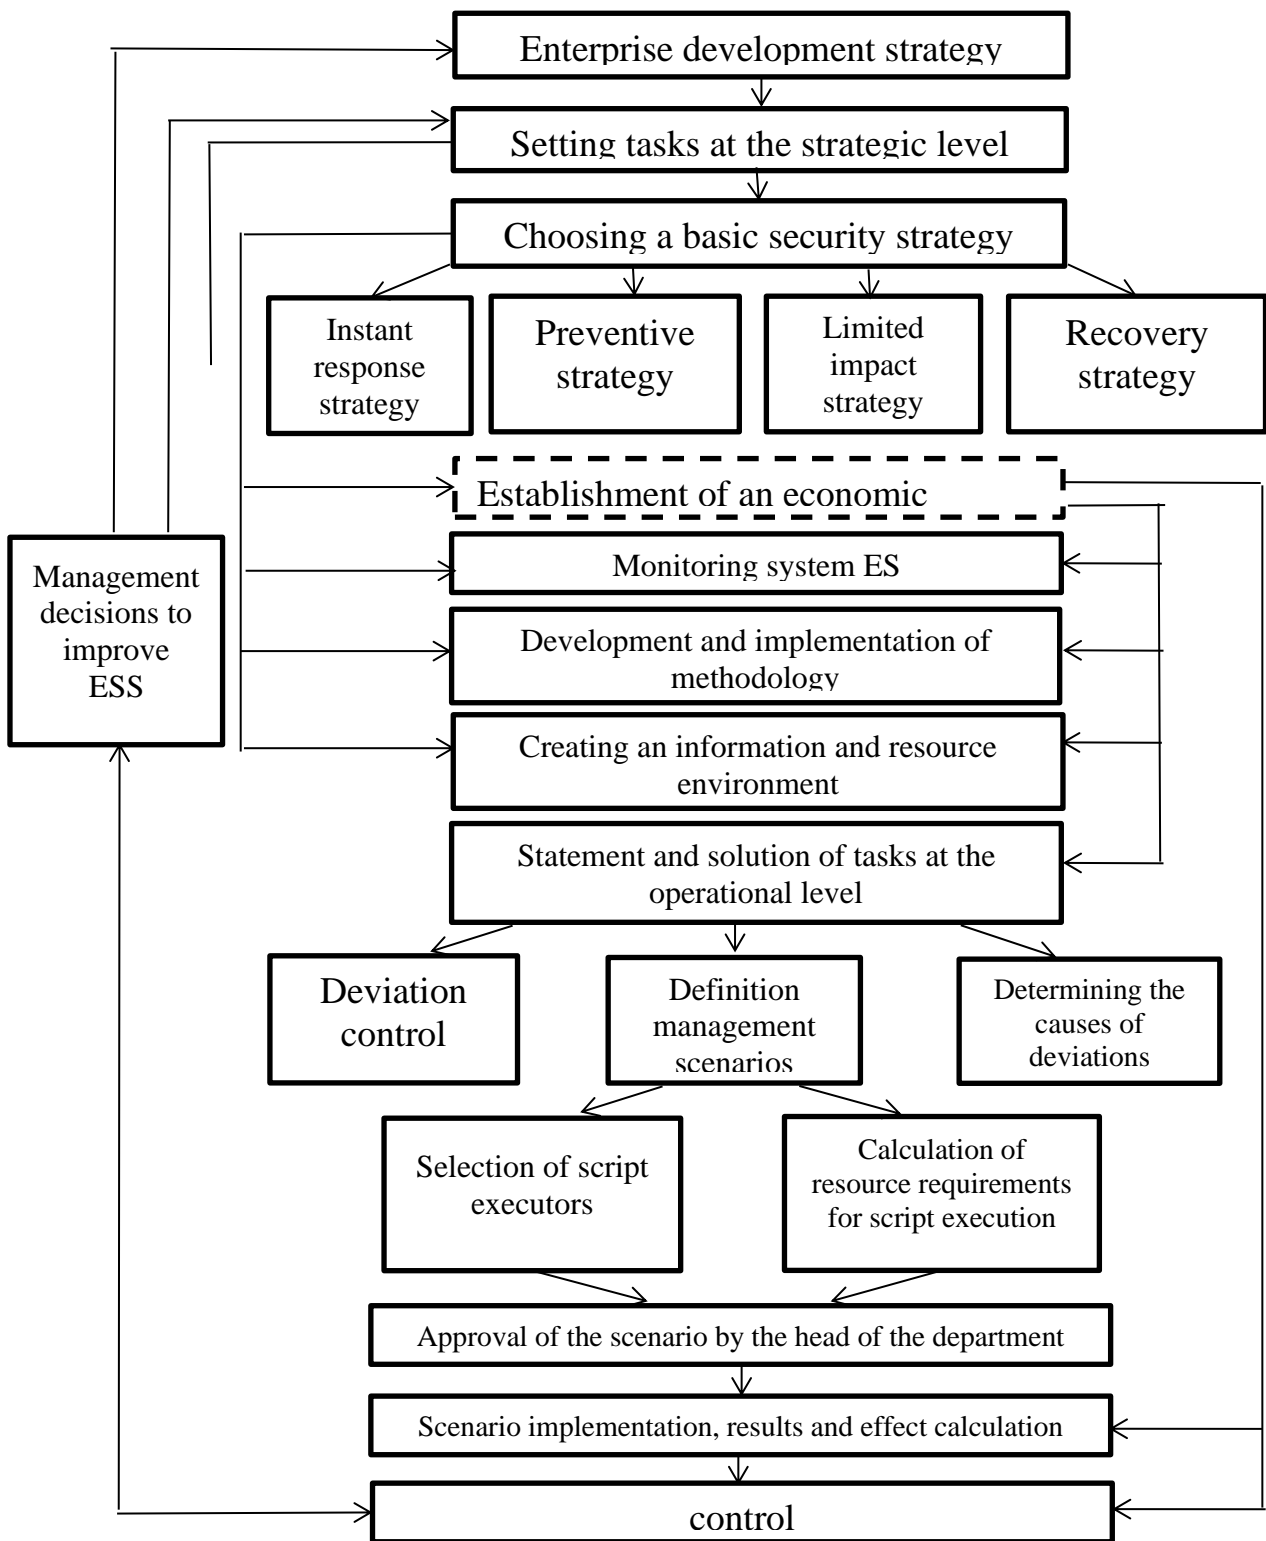 Enterprise development strategy
Setting tasks at the strategic level
Choosing a basic security strategy
Instant
response
strategy
Preventive
strategy
Limited
impact
strategy
Recovery
strategy
Establishment of an economic
Monitoring system ES
Management
decisions to
improve
ESS
Development and implementation of
methodology
Creating an information and resource
environment
Statement and solution of tasks at the
operational level
Deviation
control
Definition
management
scenarios
Determining the
causes of
deviations
Selection of script
executors
Calculation of
resource requirements
for script execution
Approval of the scenario by the head of the department
Scenario implementation, results and effect calculation
control